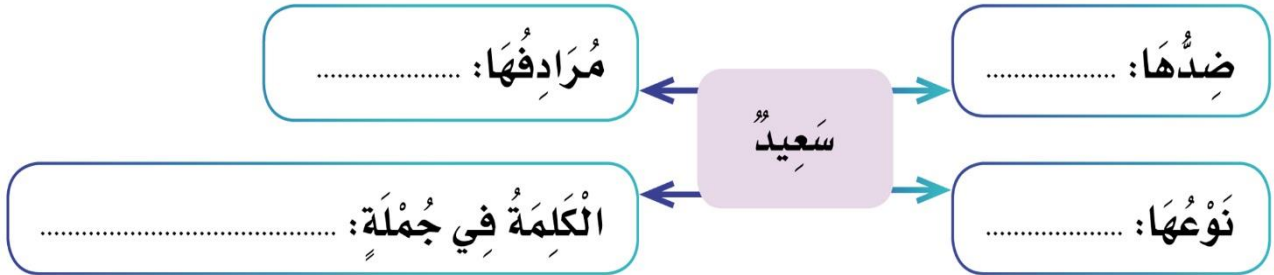 ضِدُّهَا: ...................
مُرَادِفُهَا: .....................
سَعِيدٌ
نَوْعُهَا: ....................
الْكَلِمَةُ فِي جُمْلَةٍ: ............................................